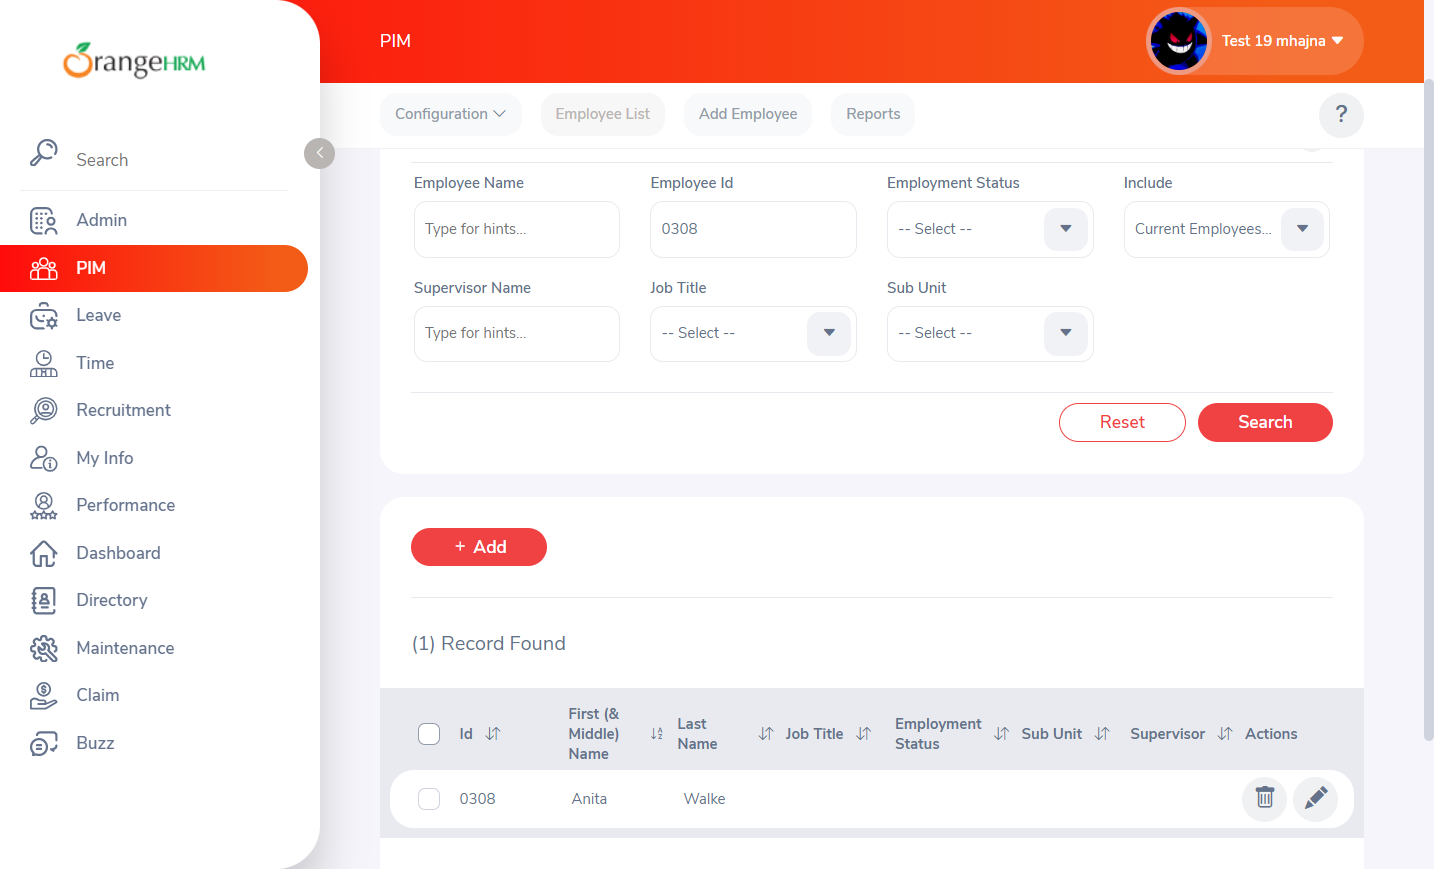 OrangeHRM
Search
Admin
PIM
Leave
Time
Recruitment
My Info
Performance
Dashboard
Directory
Maintenance
Claim
Buzz
PIM
Test 19 mhajna
Configuration
Employee List
Add Employee
Reports
?
Employee Name
Employee Id
Employment Status
Include
Type for hints...
0308
-- Select --
Current Employees...
Supervisor Name
Job Title
Sub Unit
Type for hints...
-- Select --
-- Select --
Reset
Search
+ Add
(1) Record Found
Id
First (&
Middle)
Name
Last
Name
Job Title
Employment
Status
Sub Unit
Supervisor
Actions
0308
Anita
Walke